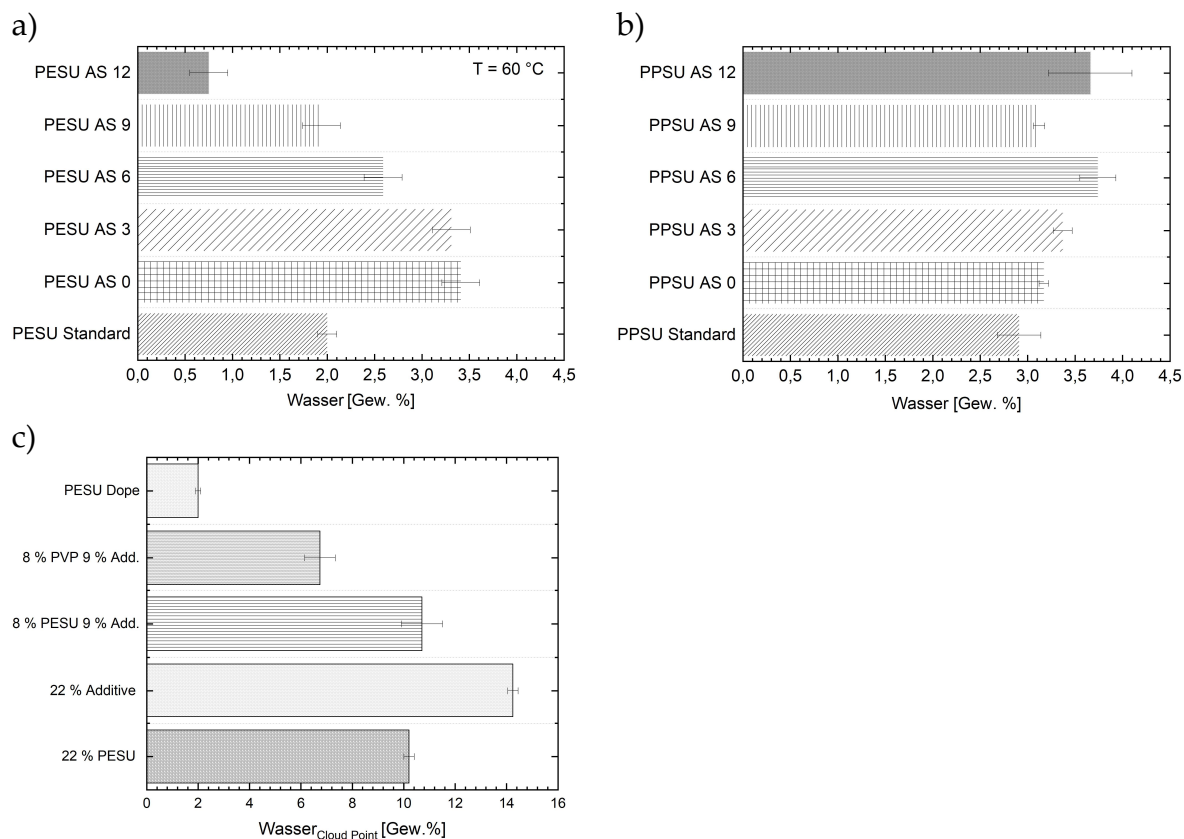 a)
PESU AS 12
PESU AS 9
PESU AS 6
PESU AS 3
PESU AS 0
PESU Standard
T = 60 °C
0,0 0,5 1,0 1,5 2,0 2,5 3,0 3,5 4,0 4,5
Wasser [Gew. %]
b)
PPSU AS 12
PPSU AS 9
PPSU AS 6
PPSU AS 3
PPSU AS 0
PPSU Standard
0,0 0,5 1,0 1,5 2,0 2,5 3,0 3,5 4,0 4,5
Wasser [Gew. %]
c)
PESU Dope
8 % PVP 9 % Add.
8 % PESU 9 % Add.
22 % Additive
22 % PESU
0 2 4 6 8 10 12 14 16
Wasser Cloud Point [Gew.%]